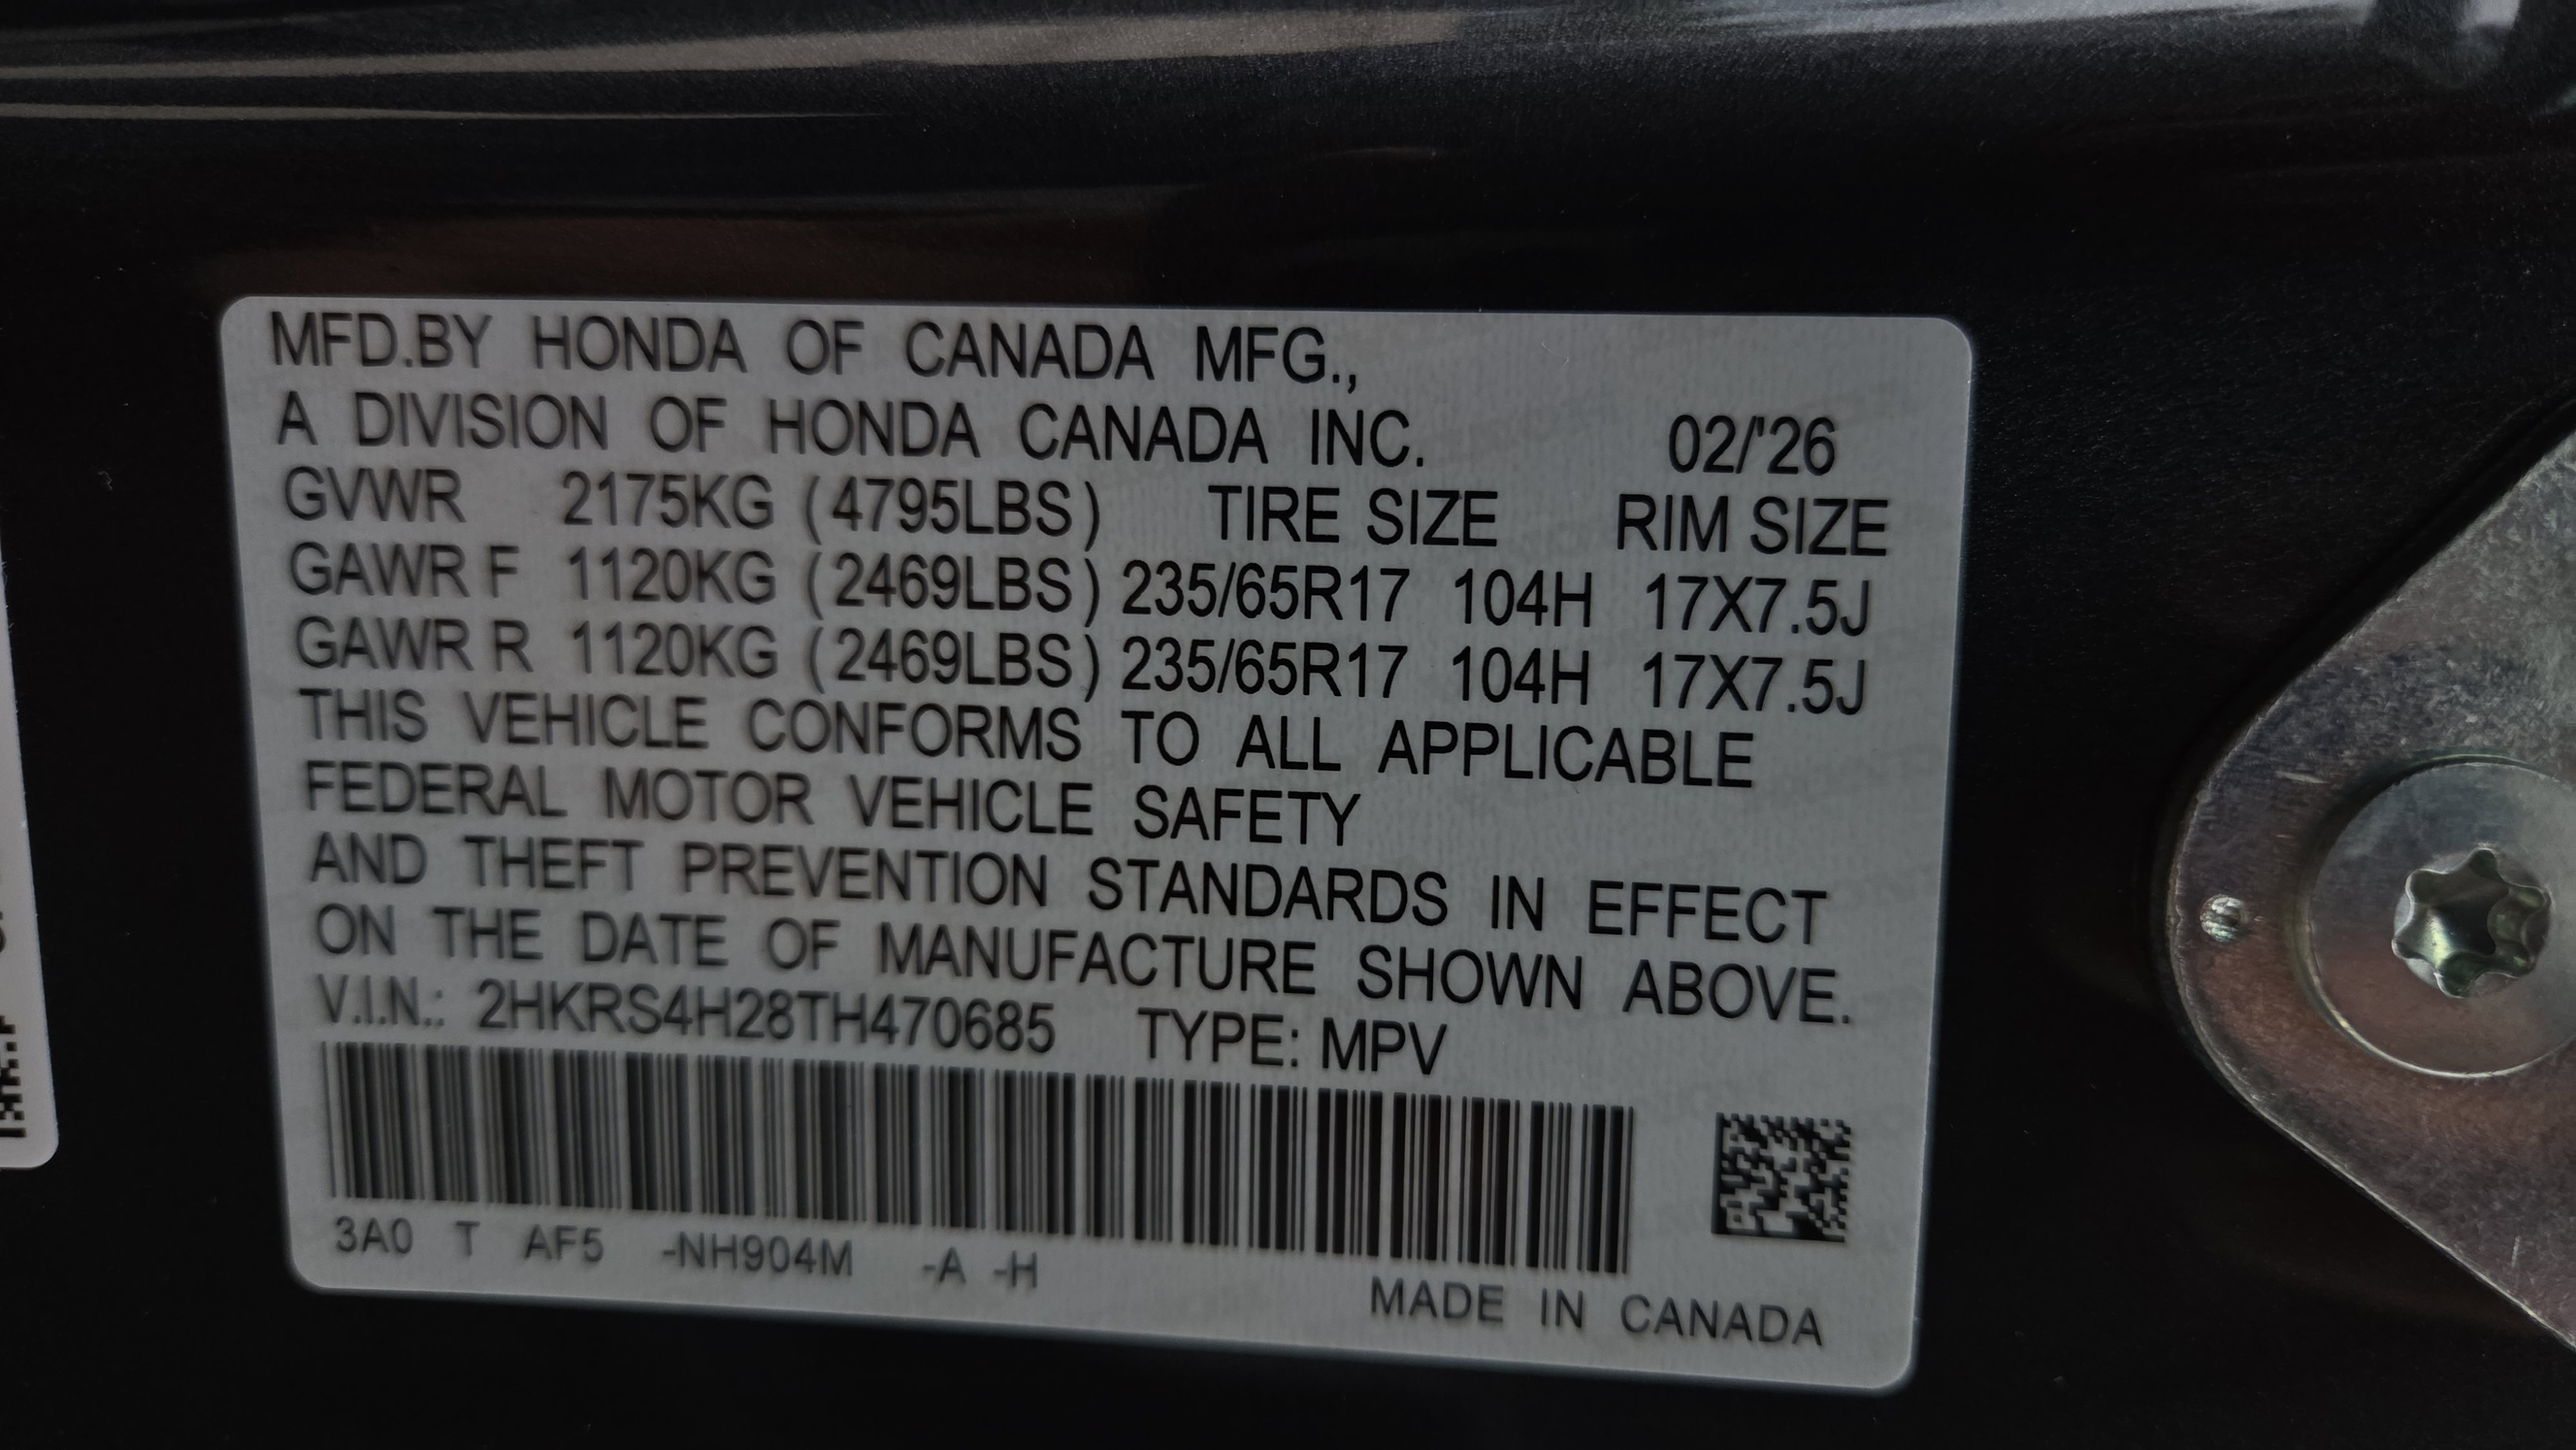 MFD.BY HONDA OF CANADA MFG.,
A DIVISION OF HONDA CANADA INC. 02/'26
GVWR 2175KG (4795LBS) TIRE SIZE RIM SIZE
GAWR F 1120KG (2469LBS) 235/65R17 104H 17X7.5J
GAWR R 1120KG (2469LBS) 235/65R17 104H 17X7.5J
THIS VEHICLE CONFORMS TO ALL APPLICABLE
FEDERAL MOTOR VEHICLE SAFETY
AND THEFT PREVENTION STANDARDS IN EFFECT
ON THE DATE OF MANUFACTURE SHOWN ABOVE.
V.I.N.: 2HKRS4H28TH470685 TYPE: MPV
3A0 T AF5 -NH904M -A -H
MADE IN CANADA